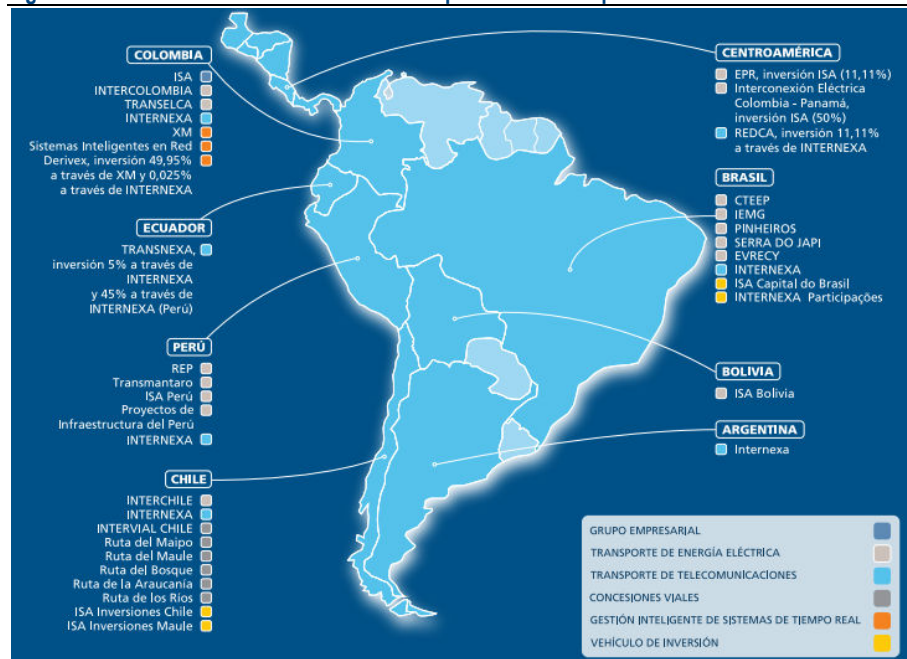 COLOMBIA
ISA
INTERCOLOMBIA
TRANSELCA
INTERNEXA
XM
Sistemas Inteligentes en Red
Derivex, inversión 49,95%
a través de XM y 0,025%
a través de INTERNEXA
ECUADOR
TRANSNEXA,
inversión 5% a través de
INTERNEXA
y 45% a través de
INTERNEXA (Perú)
PERÚ
REP
Transmantaro
ISA Perú
Proyectos de
Infraestructura del Perú
INTERNEXA
CHILE
INTERCHILE
INTERNEXA
INTERVIAL CHILE
Ruta del Maipo
Ruta del Maule
Ruta del Bosque
Ruta de la Araucanía
Ruta de los Ríos
ISA Inversiones Chile
ISA Inversiones Maule
CENTROAMÉRICA
EPR, inversión ISA (11,11%)
Interconexión Eléctrica
Colombia - Panamá,
inversión ISA (50%)
REDCA, inversión 11,11%
a través de INTERNEXA
BRASIL
CTEEP
IEMG
PINHEIROS
SERRA DO JAPI
EVRECY
INTERNEXA
ISA Capital do Brasil
INTERNEXA Participações
BOLIVIA
ISA Bolivia
ARGENTINA
Internexa
GRUPO EMPRESARIAL
TRANSPORTE DE ENERGÍA ELÉCTRICA
TRANSPORTE DE TELECOMUNICACIONES
CONCESIONES VIALES
GESTIÓN INTELIGENTE DE SISTEMAS DE TIEMPO REAL
VEHÍCULO DE INVERSIÓN